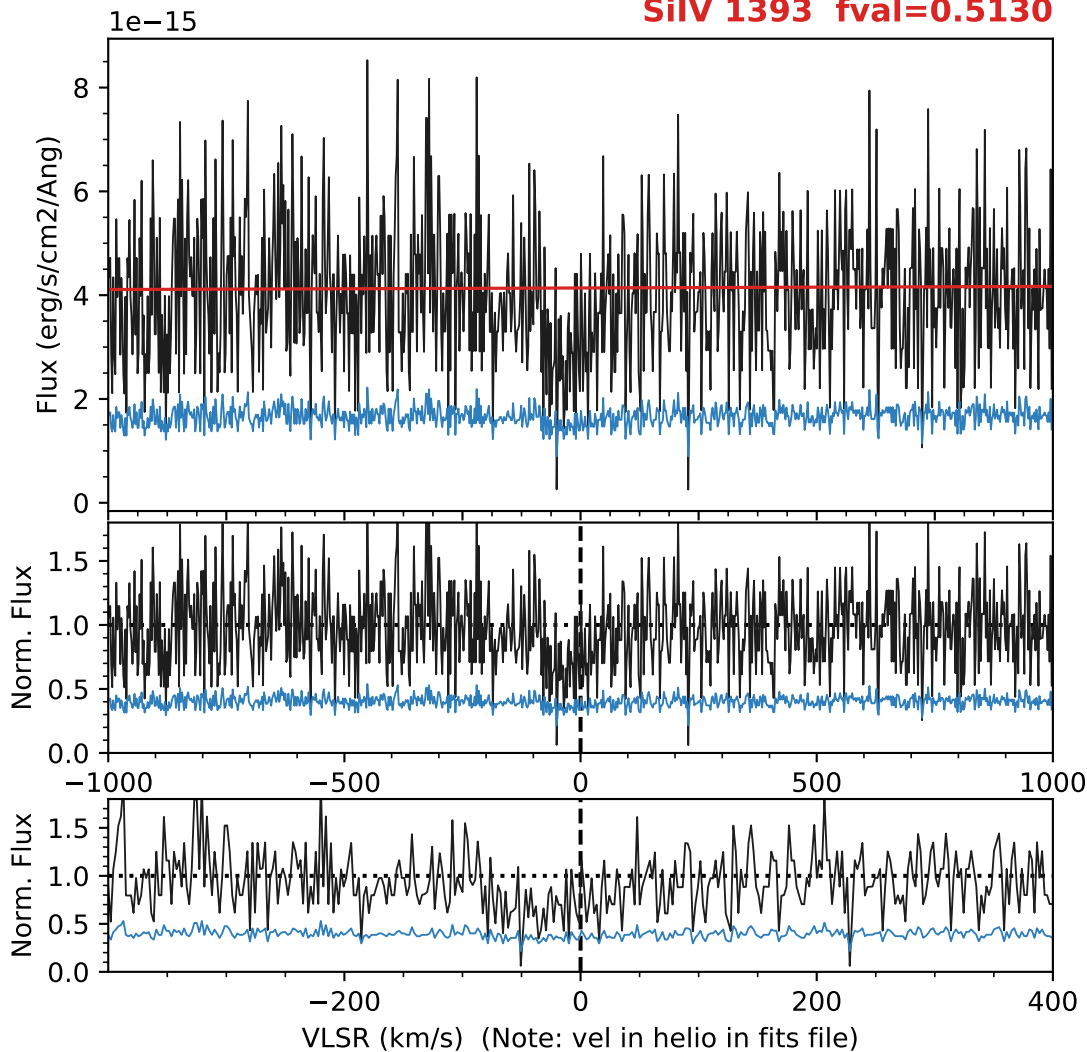 SiIV 1393 fval=0.5130
1e−15
8
6
4
2
0
Flux (erg/s/cm2/Ang)
1.5
1.0
0.5
0.0
Norm. Flux
−1000 −500 0 500 1000
1.5
1.0
0.5
0.0
Norm. Flux
−200 0 200 400
VLSR (km/s) (Note: vel in helio in fits file)